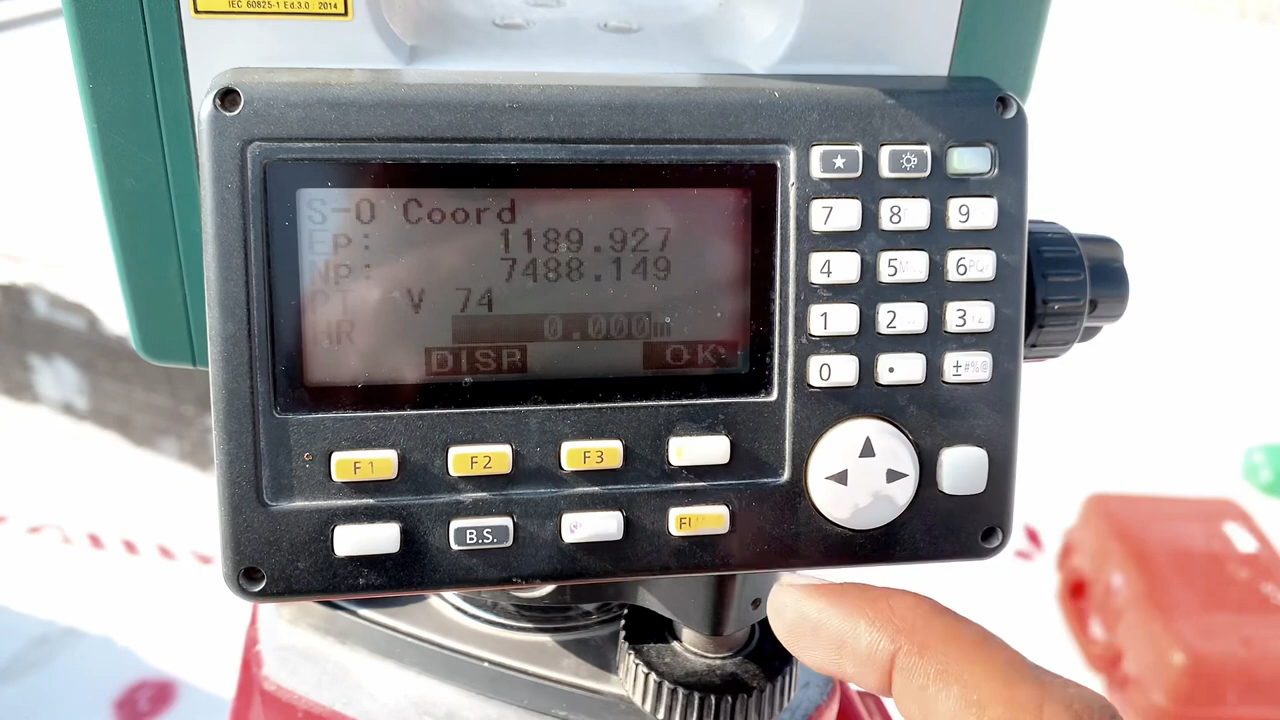 IEC 60825-1 Ed.3.0 : 2014
S-O Coord
Ep: 1189.927
Np: 7488.149
PT V 74
HR 0.000m
DISP OK
7 8 9
4 5 6PQR
1 2 3
0 . ±#%@
F1 F2 F3
B.S.